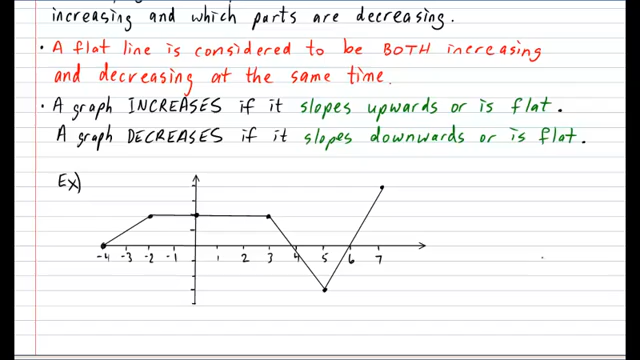 increasing and which parts are decreasing.
• A flat line is considered to be BOTH increasing
and decreasing at the same time.
• A graph INCREASES if it slopes upwards or is flat.
A graph DECREASES if it slopes downwards or is flat.
Ex)
-4 -3 -2 -1 1 2 3 4 5 6 7